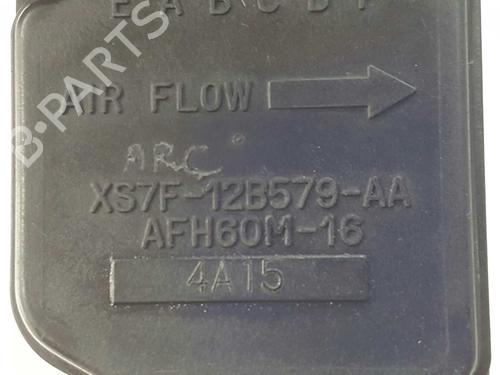 E A B C D F
AIR FLOW
ARC
XS7F-12B579-AA
AFH60M-16
4A15
B-PARTS